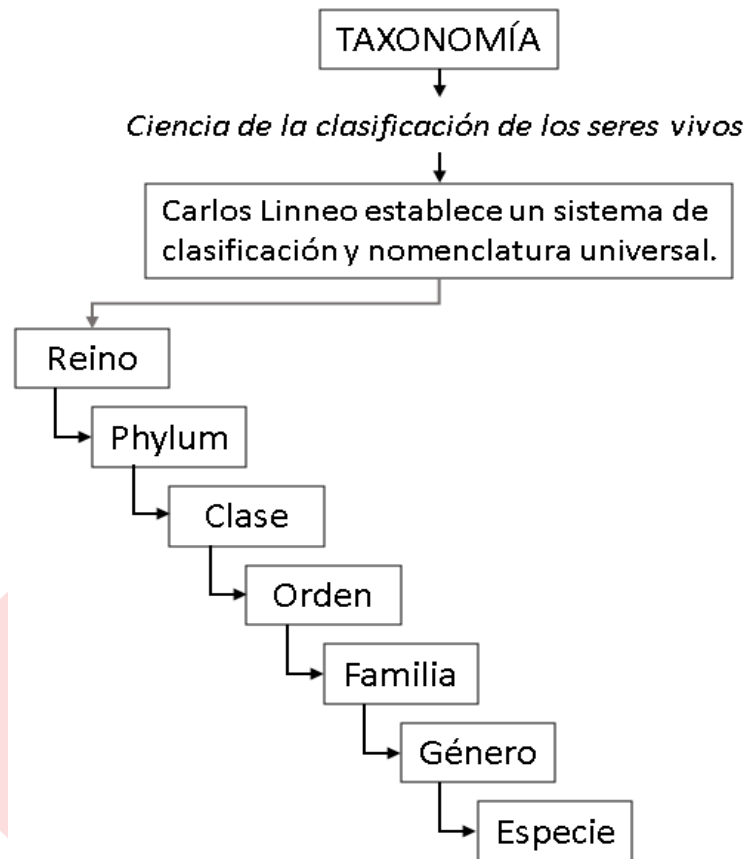 TAXONOMÍA
Ciencia de la clasificación de los seres vivos
Carlos Linneo establece un sistema de
clasificación y nomenclatura universal.
Reino
Phylum
Clase
Orden
Familia
Género
Especie